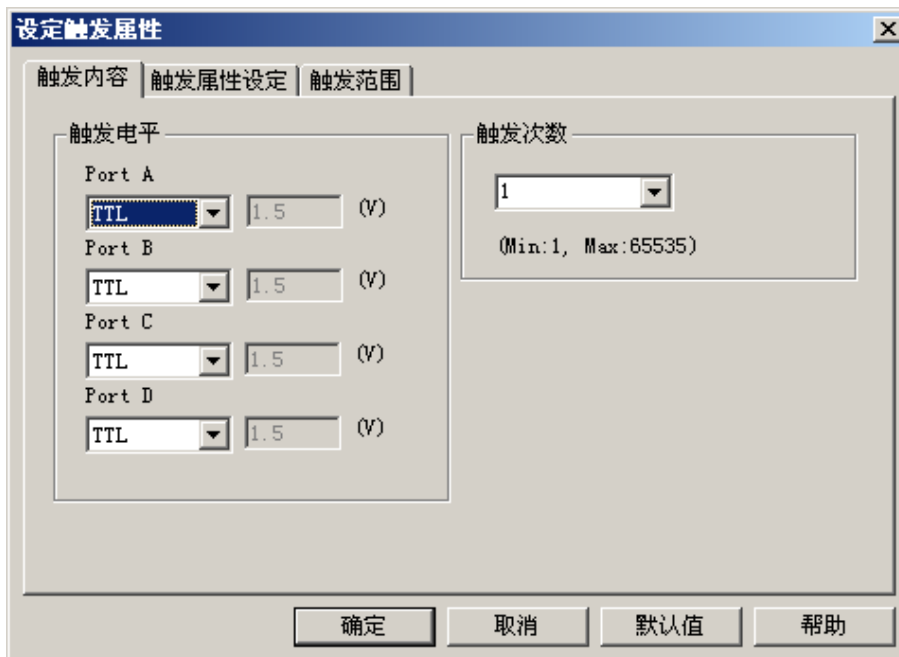 设定触发属性
触发内容 触发属性设定 触发范围
触发电平
Port A
TTL 1.5 (V)
Port B
TTL 1.5 (V)
Port C
TTL 1.5 (V)
Port D
TTL 1.5 (V)
触发次数
1
(Min:1, Max:65535)
确定 取消 默认值 帮助